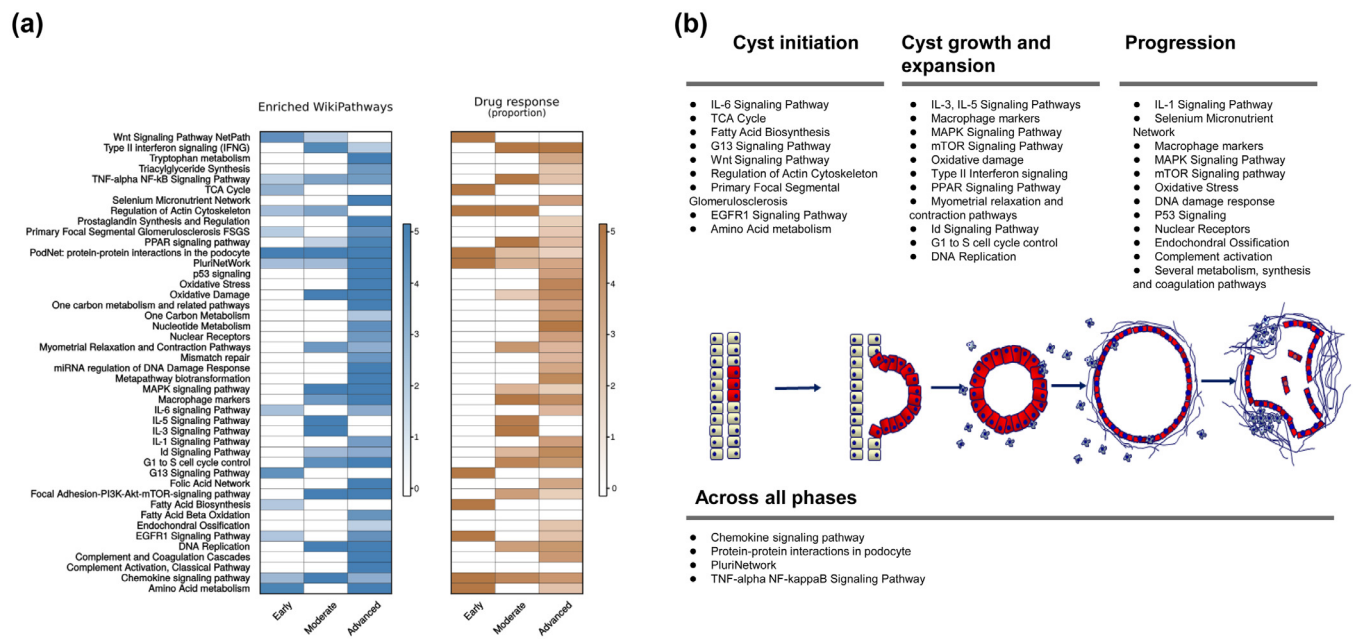 (a)
Enriched WikiPathways
Drug response
(proportion)
Wnt Signaling Pathway NetPath
Type II interferon signaling (IFNG)
Tryptophan metabolism
Triacylglyceride Synthesis
TNF-alpha NF-kB Signaling Pathway
TCA Cycle
Selenium Micronutrient Network
Regulation of Actin Cytoskeleton
Prostaglandin Synthesis and Regulation
Primary Focal Segmental Glomerulosclerosis FSGS
PPAR signaling pathway
PodNet: protein-protein interactions in the podocyte
PluriNetWork
p53 signaling
Oxidative Stress
Oxidative Damage
One carbon metabolism and related pathways
One Carbon Metabolism
Nucleotide Metabolism
Nuclear Receptors
Myometrial Relaxation and Contraction Pathways
Mismatch repair
miRNA regulation of DNA Damage Response
Metapathway biotransformation
MAPK signaling pathway
Macrophage markers
IL-6 signaling Pathway
IL-5 Signaling Pathway
IL-3 Signaling Pathway
IL-1 Signaling Pathway
Id Signaling Pathway
G1 to S cell cycle control
G13 Signaling Pathway
Folic Acid Network
Focal Adhesion-PI3K-Akt-mTOR-signaling pathway
Fatty Acid Biosynthesis
Fatty Acid Beta Oxidation
Endochondral Ossification
EGFR1 Signaling Pathway
DNA Replication
Complement and Coagulation Cascades
Complement Activation, Classical Pathway
Chemokine signaling pathway
Amino Acid metabolism
Early
Moderate
Advanced
5
4
3
2
1
0
Early
Moderate
Advanced
5
4
3
2
1
0
(b)
Cyst initiation
● IL-6 Signaling Pathway
● TCA Cycle
● Fatty Acid Biosynthesis
● G13 Signaling Pathway
● Wnt Signaling Pathway
● Regulation of Actin Cytoskeleton
● Primary Focal Segmental
Glomerulosclerosis
● EGFR1 Signaling Pathway
● Amino Acid metabolism
Cyst growth and
expansion
● IL-3, IL-5 Signaling Pathways
● Macrophage markers
● MAPK Signaling Pathway
● mTOR Signaling Pathway
● Oxidative damage
● Type II Interferon signaling
● PPAR Signaling Pathway
● Myometrial relaxation and
contraction pathways
● Id Signaling Pathway
● G1 to S cell cycle control
● DNA Replication
Progression
● IL-1 Signaling Pathway
● Selenium Micronutrient
Network
● Macrophage markers
● MAPK Signaling Pathway
● mTOR Signaling pathway
● Oxidative Stress
● DNA damage response
● P53 Signaling
● Nuclear Receptors
● Endochondral Ossification
● Complement activation
● Several metabolism, synthesis
and coagulation pathways
Across all phases
● Chemokine signaling pathway
● Protein-protein interactions in podocyte
● PluriNetwork
● TNF-alpha NF-kappaB Signaling Pathway